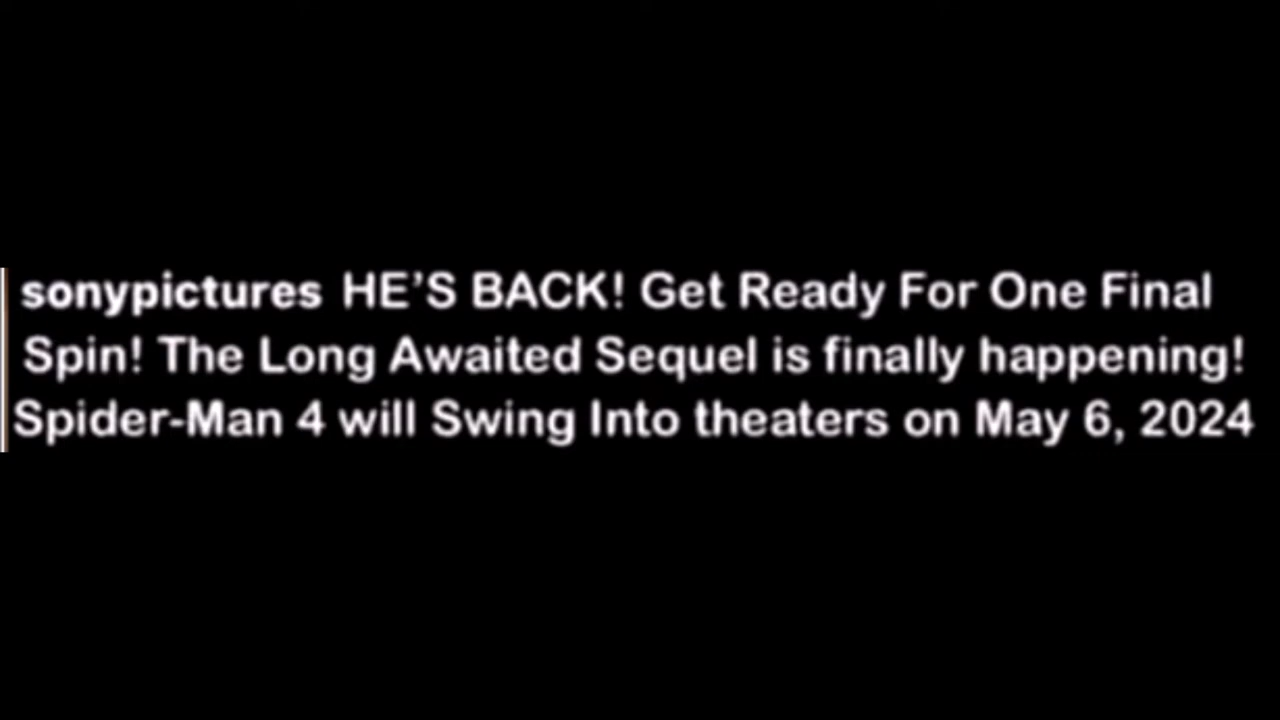 sonypictures HE’S BACK! Get Ready For One Final
Spin! The Long Awaited Sequel is finally happening!
Spider-Man 4 will Swing Into theaters on May 6, 2024